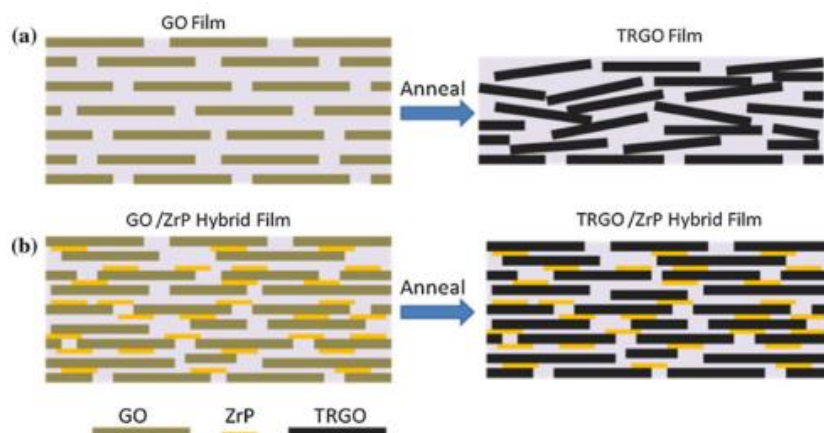 GO Film
(a)
TRGO Film
Anneal
GO /ZrP Hybrid Film
TRGO /ZrP Hybrid Film
(b)
Anneal
GO ZrP TRGO